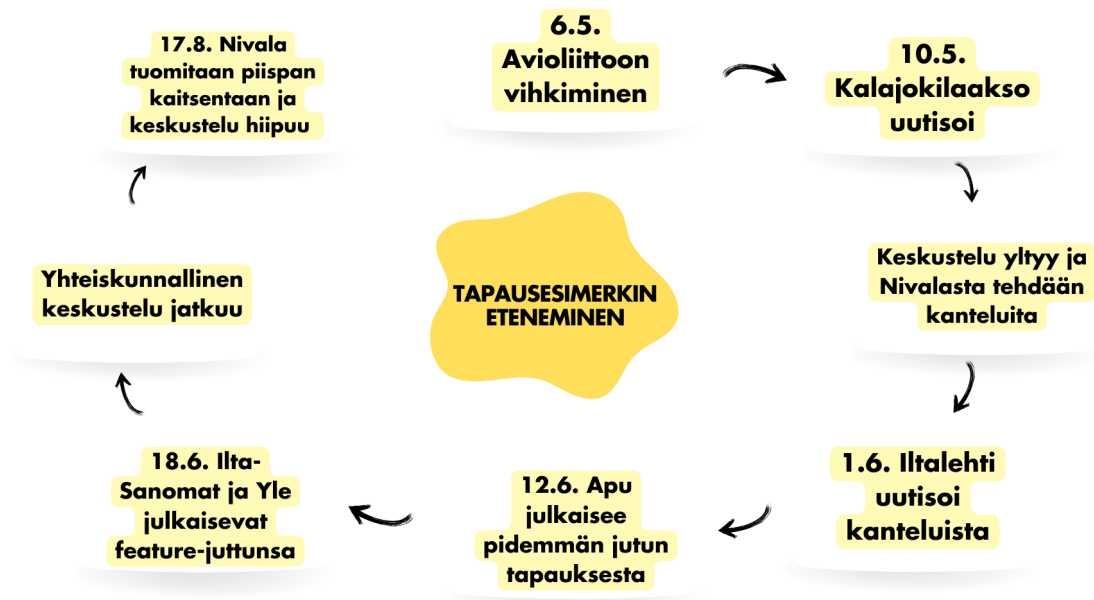 6.5.
Avioliittoon
vihkiminen
10.5.
Kalajokilaakso
uutisoi
Keskustelu yltyy ja
Nivalasta tehdään
kanteluita
1.6. Iltalehti
uutisoi
kanteluista
12.6. Apu
julkaisee
pidemmän jutun
tapauksesta
18.6. Ilta-
Sanomat ja Yle
julkaisevat
feature-juttunsa
Yhteiskunnallinen
keskustelu jatkuu
17.8. Nivala
tuomitaan piispan
kaitsentaan ja
keskustelu hiipuu
TAPAUSESIMERKIN
ETENEMINEN